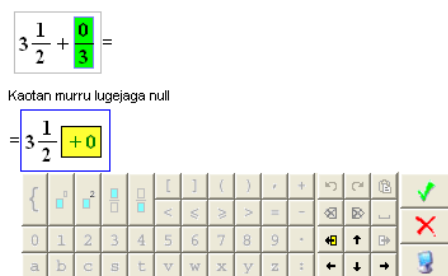 3 1/2 + 0/3 =
Kaotan murru lugejaga null
= 3 1/2 + 0
{ [ ] ( ) , +
< ⩽ ⩾ > = -
0 1 2 3 4 5 6 7 8 9 ·
a b c s t v w x y z :